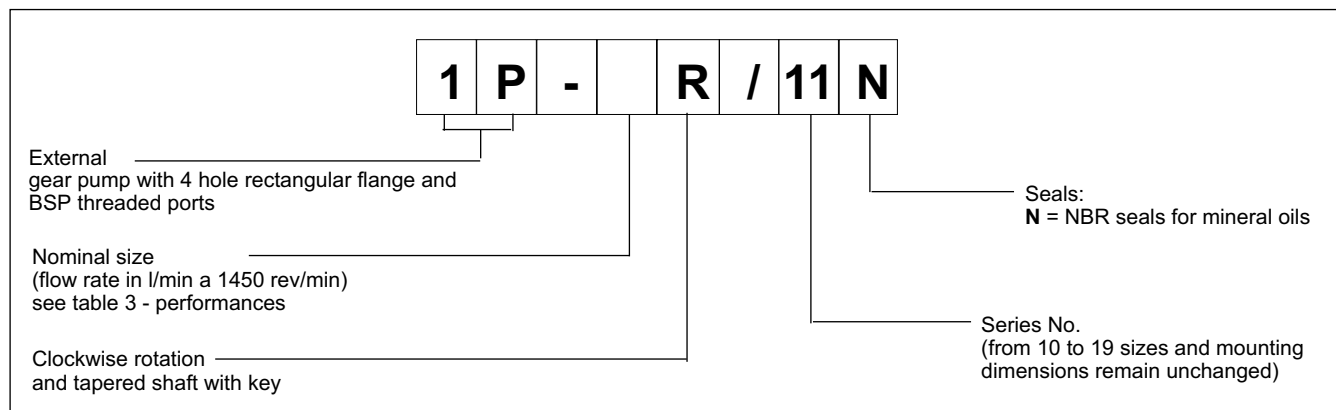 1 P - R / 11 N
External
gear pump with 4 hole rectangular flange and
BSP threaded ports
Seals:
N = NBR seals for mineral oils
Nominal size
(flow rate in l/min a 1450 rev/min)
see table 3 - performances
Series No.
(from 10 to 19 sizes and mounting
dimensions remain unchanged)
Clockwise rotation
and tapered shaft with key